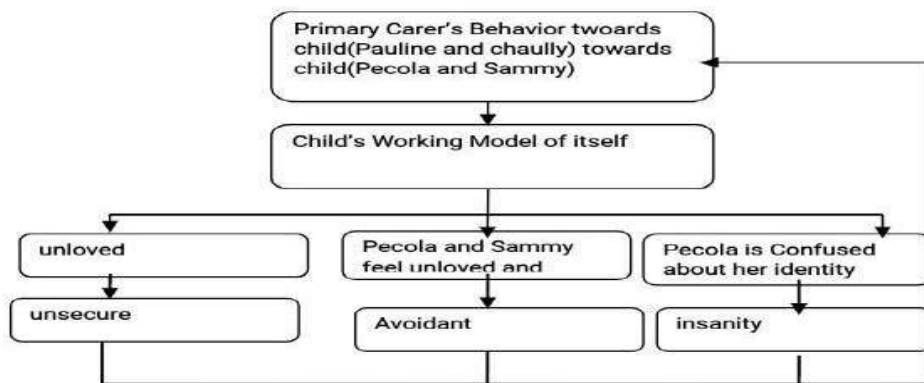 Primary Carer's Behavior twoards
child(Pauline and chaully) towards
child(Pecola and Sammy)
Child's Working Model of itself
unloved
Pecola and Sammy
feel unloved and
Pecola is Confused
about her identity
unsecure
Avoidant
insanity